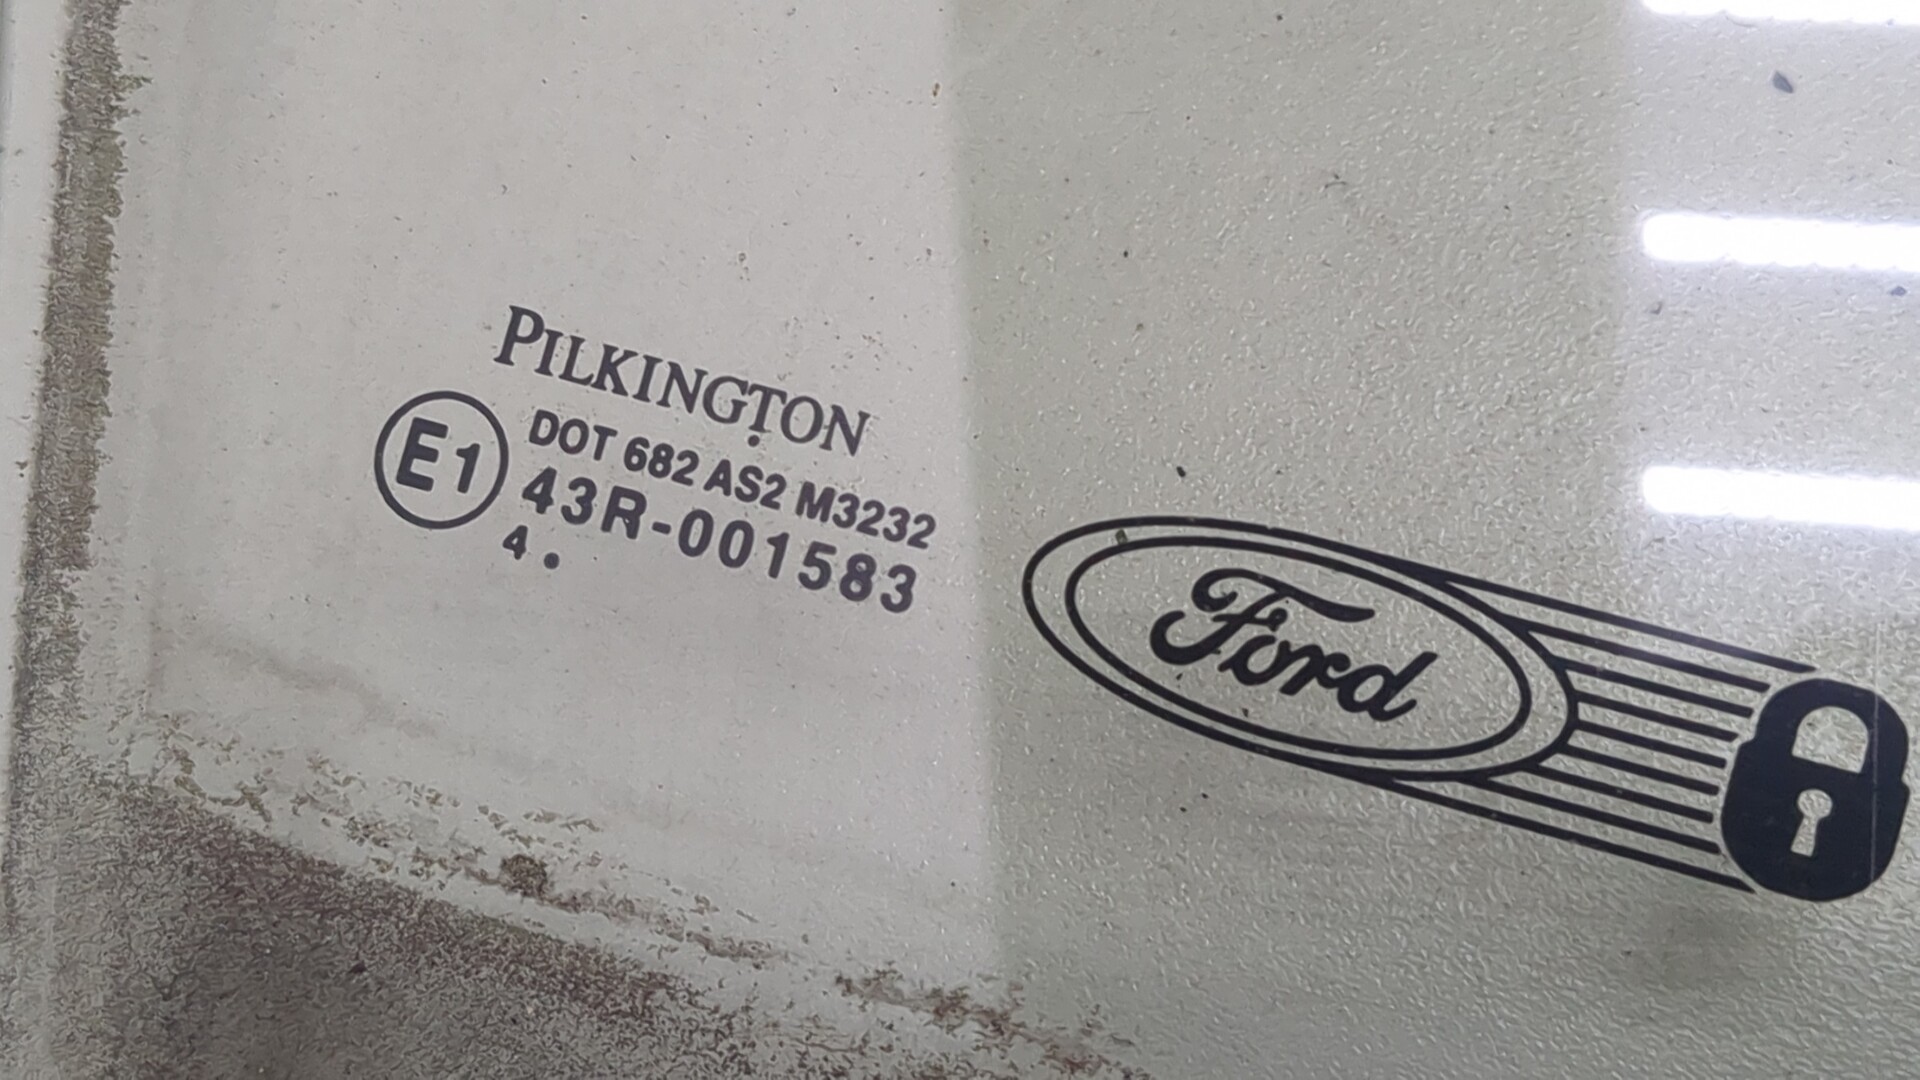 PILKINGTON
E1
DOT 682 AS2 M3232
43R-001583
4 .
Ford